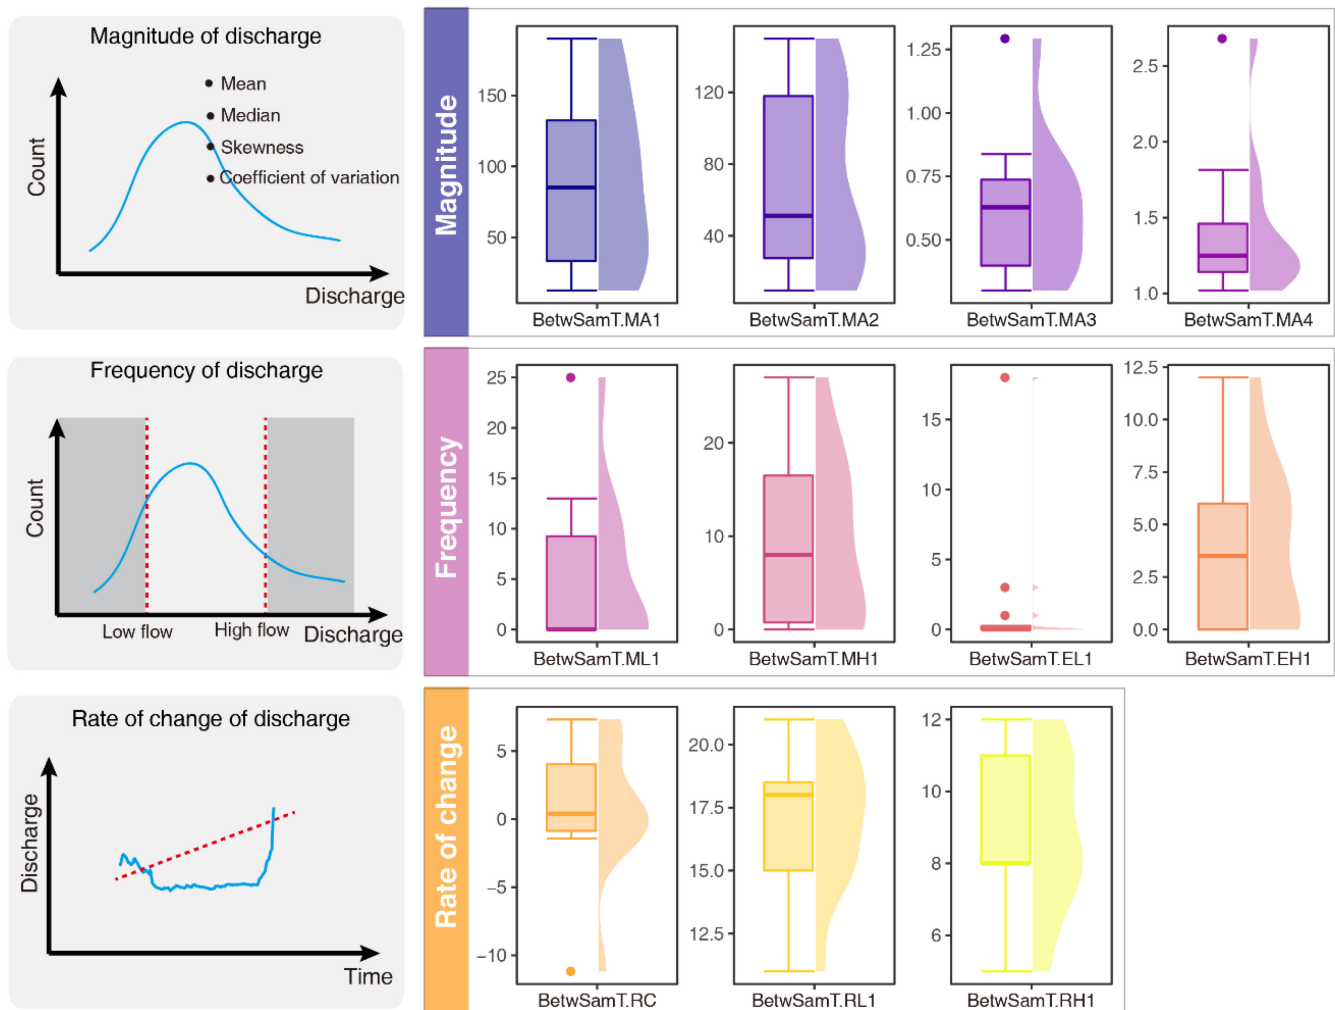 Magnitude of discharge
Count
Mean
Median
Skewness
Coefficient of variation
Discharge
Magnitude
150
100
50
BetwSamT.MA1
120
80
40
BetwSamT.MA2
1.25
1.00
0.75
0.50
BetwSamT.MA3
2.5
2.0
1.5
1.0
BetwSamT.MA4
Frequency of discharge
Count
Low flow
High flow
Discharge
Frequency
25
20
15
10
5
0
BetwSamT.ML1
20
10
0
BetwSamT.MH1
15
10
5
0
BetwSamT.EL1
12.5
10.0
7.5
5.0
2.5
0.0
BetwSamT.EH1
Rate of change of discharge
Discharge
Time
Rate of change
5
0
−5
−10
BetwSamT.RC
20.0
17.5
15.0
12.5
BetwSamT.RL1
12
10
8
6
BetwSamT.RH1